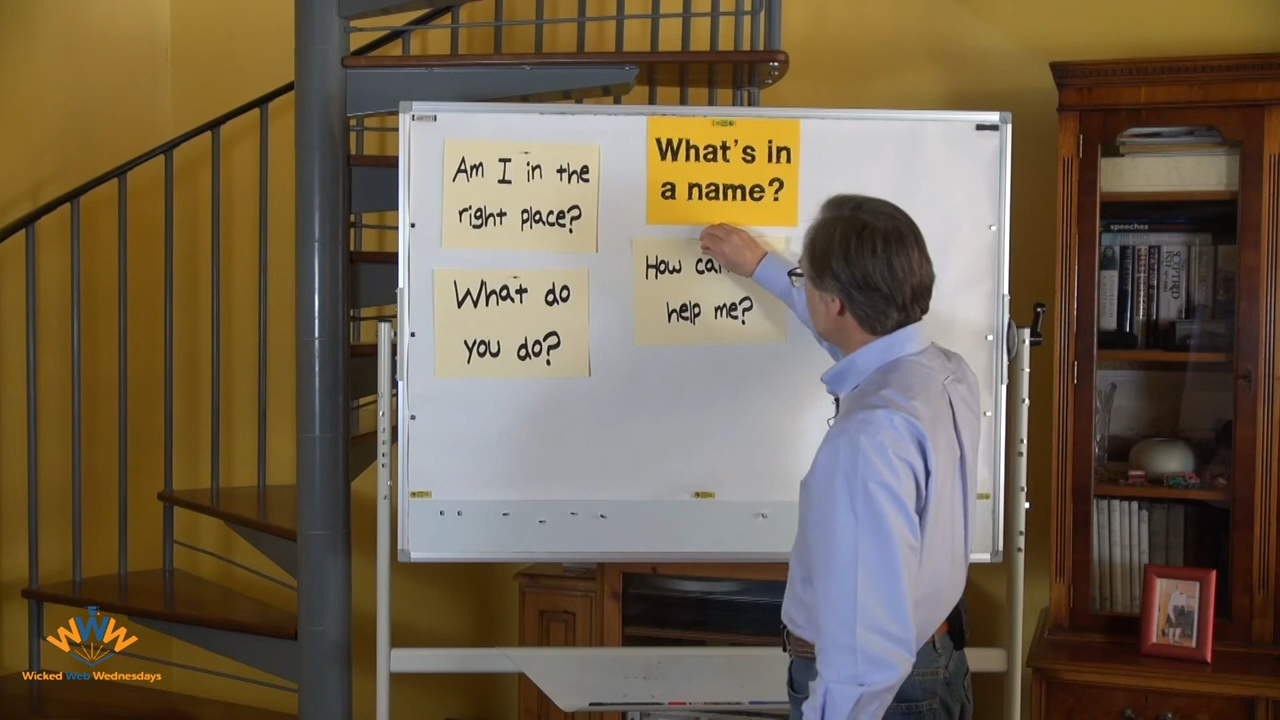 What's in
a name?
Am I in the
right place?
How
help me?
What do
you do?
speeches
Wicked Web Wednesdays